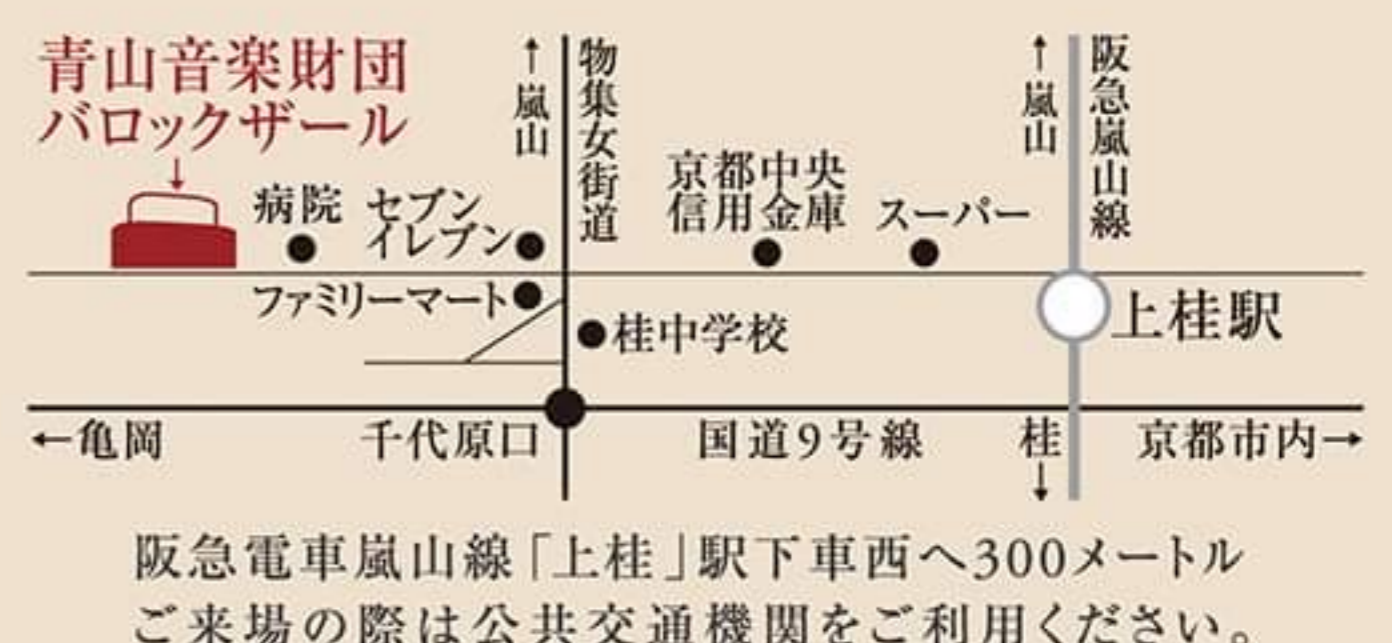 青山音楽財団
バロックザール
↓
病院
セブン
イレブン
ファミリーマート
↑嵐山
物集女街道
京都中央
信用金庫
スーパー
↑嵐山
阪急嵐山線
桂中学校
上桂駅
←亀岡
千代原口
国道9号線
桂↓
京都市内→
阪急電車嵐山線「上桂」駅下車西へ300メートル
ご来場の際は公共交通機関をご利用ください。